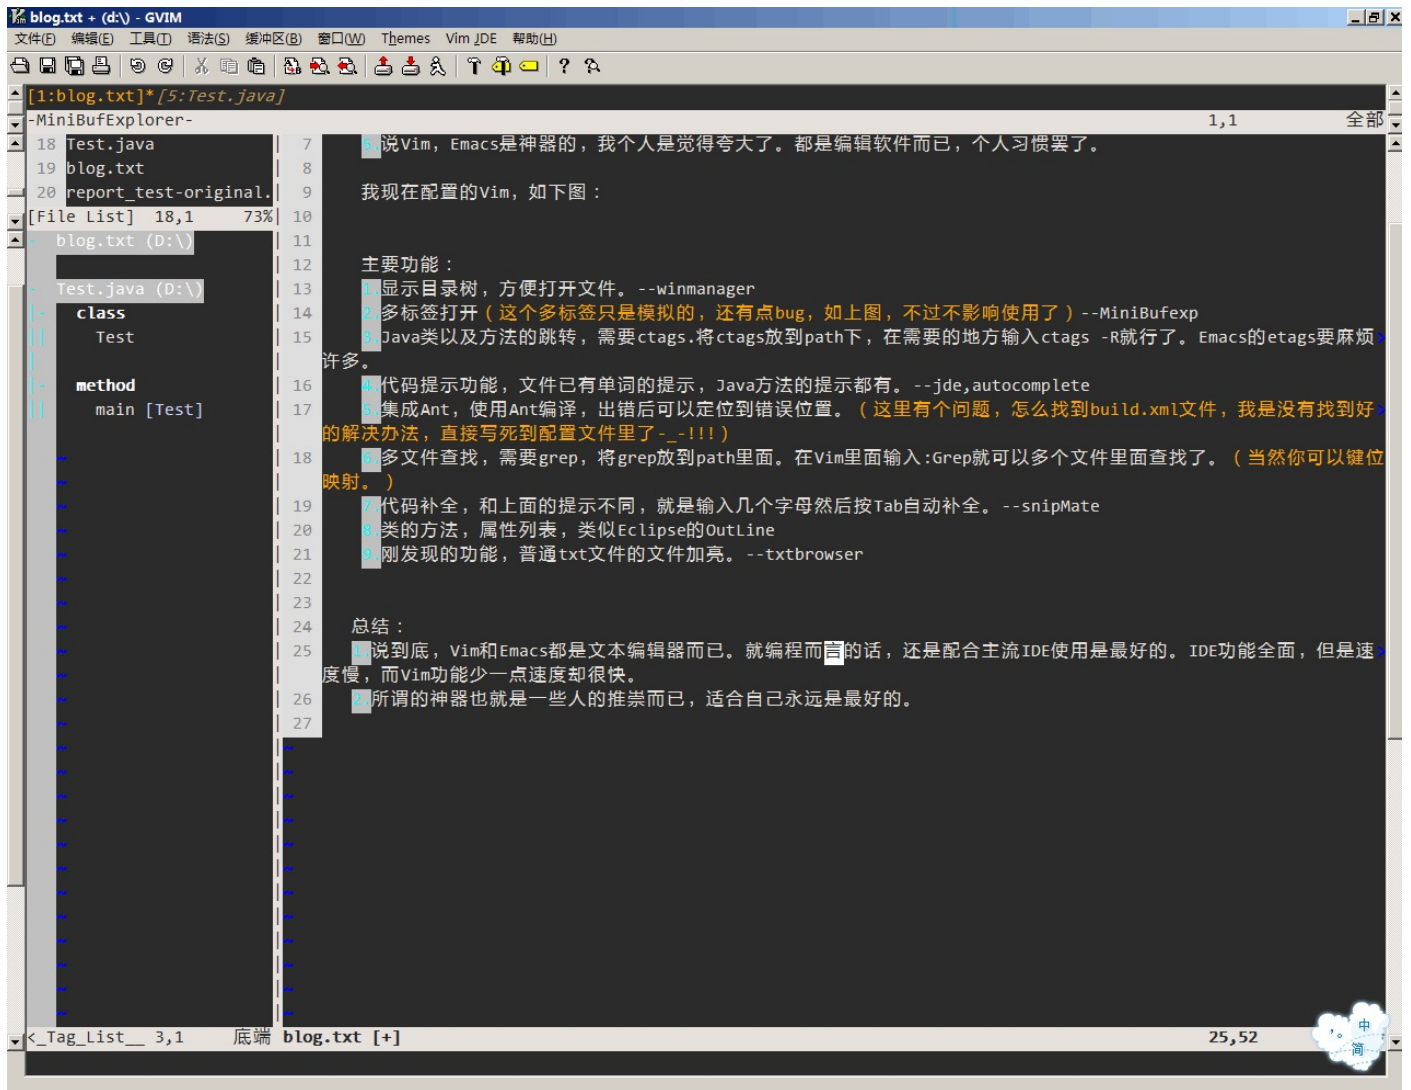 blog.txt + (d:\) - GVIM
文件(F) 编辑(E) 工具(T) 语法(S) 缓冲区(B) 窗口(W) Themes Vim JDE 帮助(H)
[1:blog.txt]*[5:Test.java]
-MiniBufExplorer- 1,1 全部
18 Test.java
19 blog.txt
20 report_test-original.
[File List] 18,1 73%
- blog.txt (D:\)
- Test.java (D:\)
|- class
|| Test
|
|- method
|| main [Test]
7 5.说Vim，Emacs是神器的，我个人是觉得夸大了。都是编辑软件而已，个人习惯罢了。
8
9 我现在配置的Vim，如下图：
10
11
12 主要功能：
13 1.显示目录树，方便打开文件。--winmanager
14 2.多标签打开（这个多标签只是模拟的，还有点bug，如上图，不过不影响使用了）--MiniBufexp
15 3.Java类以及方法的跳转，需要ctags.将ctags放到path下，在需要的地方输入ctags -R就行了。Emacs的etags要麻烦>
许多。
16 4.代码提示功能，文件已有单词的提示，Java方法的提示都有。--jde,autocomplete
17 5.集成Ant，使用Ant编译，出错后可以定位到错误位置。（这里有个问题，怎么找到build.xml文件，我是没有找到好>
的解决办法，直接写死到配置文件里了-_-!!!）
18 6.多文件查找，需要grep，将grep放到path里面。在Vim里面输入:Grep就可以多个文件里面查找了。（当然你可以键位
映射。）
19 7.代码补全，和上面的提示不同，就是输入几个字母然后按Tab自动补全。--snipMate
20 8.类的方法，属性列表，类似Eclipse的OutLine
21 9.刚发现的功能，普通txt文件的文件加亮。--txtbrowser
22
23
24 总结：
25 1.说到底，Vim和Emacs都是文本编辑器而已。就编程而言的话，还是配合主流IDE使用是最好的。IDE功能全面，但是速>
度慢，而Vim功能少一点速度却很快。
26 2.所谓的神器也就是一些人的推崇而已，适合自己永远是最好的。
27
<_Tag_List__ 3,1 底端 blog.txt [+] 25,52
中
简